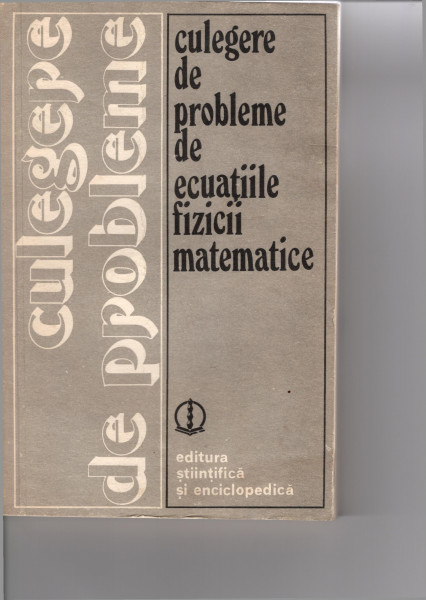 culegere
de probleme
culegere
de
probleme
de
ecuațiile
fizicii
matematice
editura
științifică
și enciclopedică